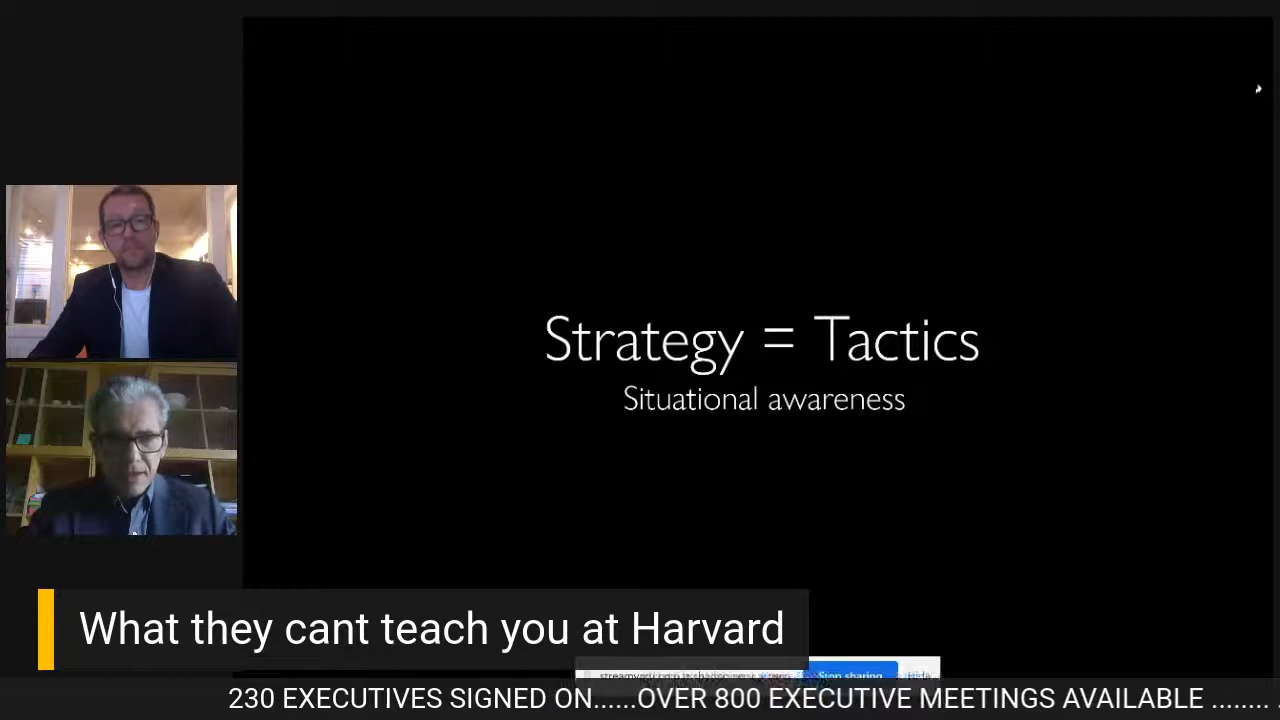 Strategy = Tactics
Situational awareness
What they cant teach you at Harvard
Stop sharing
230 EXECUTIVES SIGNED ON......OVER 800 EXECUTIVE MEETINGS AVAILABLE ........